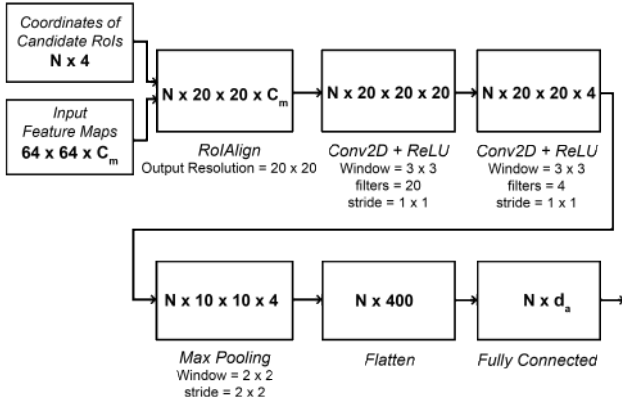 Coordinates of
Candidate RoIs
N x 4
Input
Feature Maps
64 x 64 x Cm
N x 20 x 20 x Cm
RoIAlign
Output Resolution = 20 x 20
N x 20 x 20 x 20
Conv2D + ReLU
Window = 3 x 3
filters = 20
stride = 1 x 1
N x 20 x 20 x 4
Conv2D + ReLU
Window = 3 x 3
filters = 4
stride = 1 x 1
N x 10 x 10 x 4
Max Pooling
Window = 2 x 2
stride = 2 x 2
N x 400
Flatten
N x da
Fully Connected